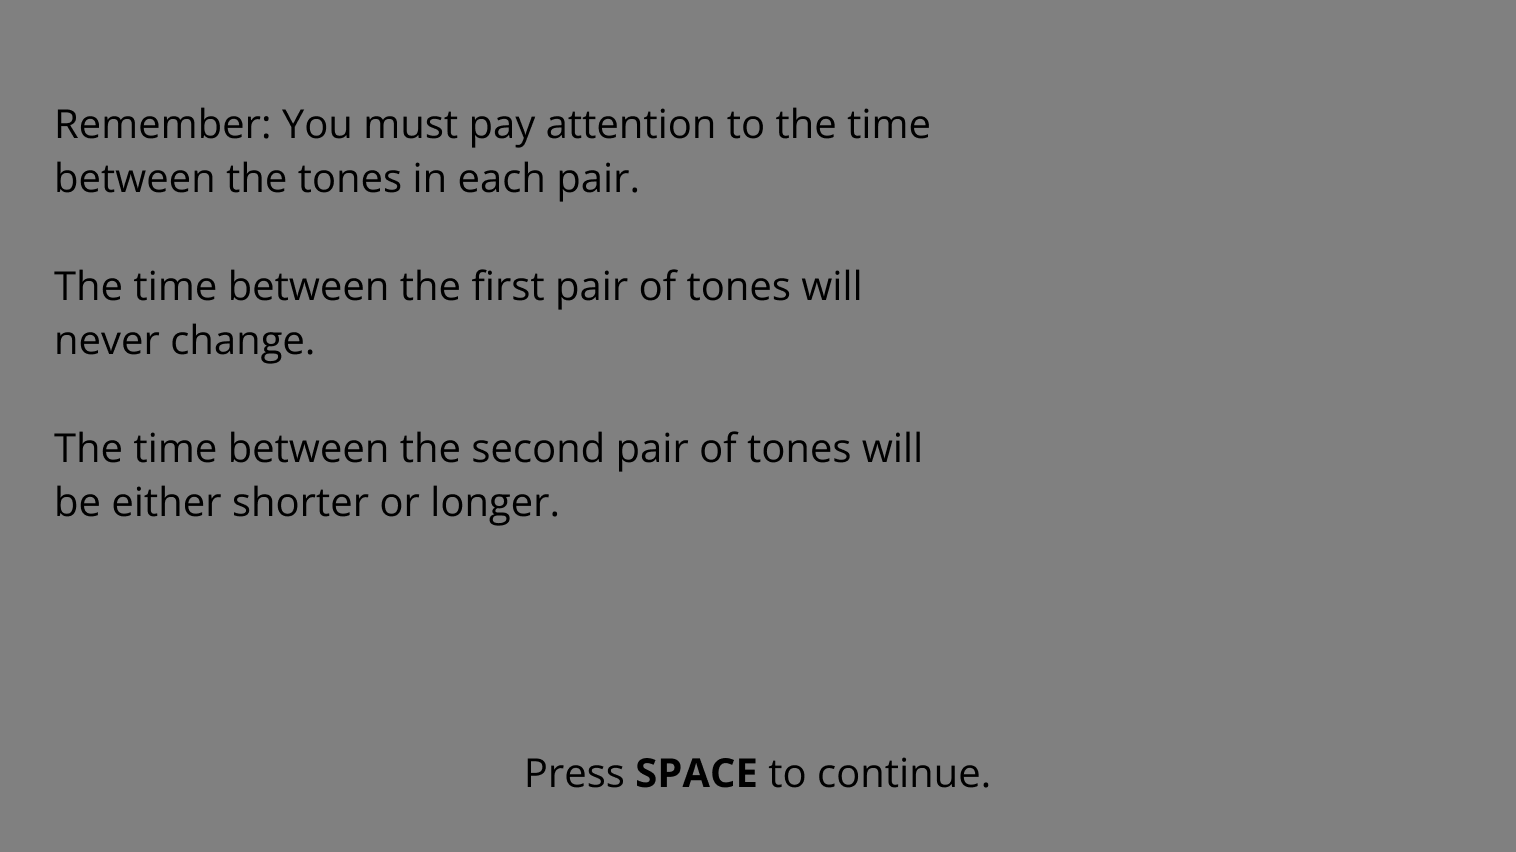 Remember: You must pay attention to the time
between the tones in each pair.
The time between the first pair of tones will
never change.
The time between the second pair of tones will
be either shorter or longer.
Press SPACE to continue.